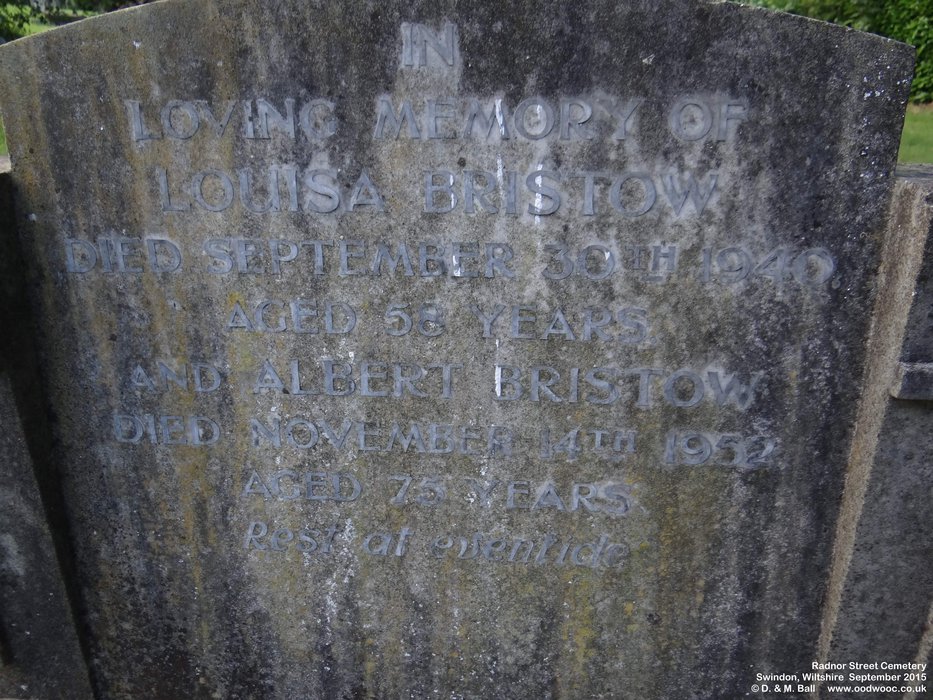 IN
LOVING MEMORY OF
LOUISA BRISTOW
DIED SEPTEMBER 30TH 1940.
AGED 58 YEARS
AND ALBERT BRISTOW
DIED NOVEMBER 14TH 1952
AGED 75 YEARS
Rest at eventide
Radnor Street Cemetery
Swindon, Wiltshire September 2015
© D. & M. Ball www.oodwooc.co.uk